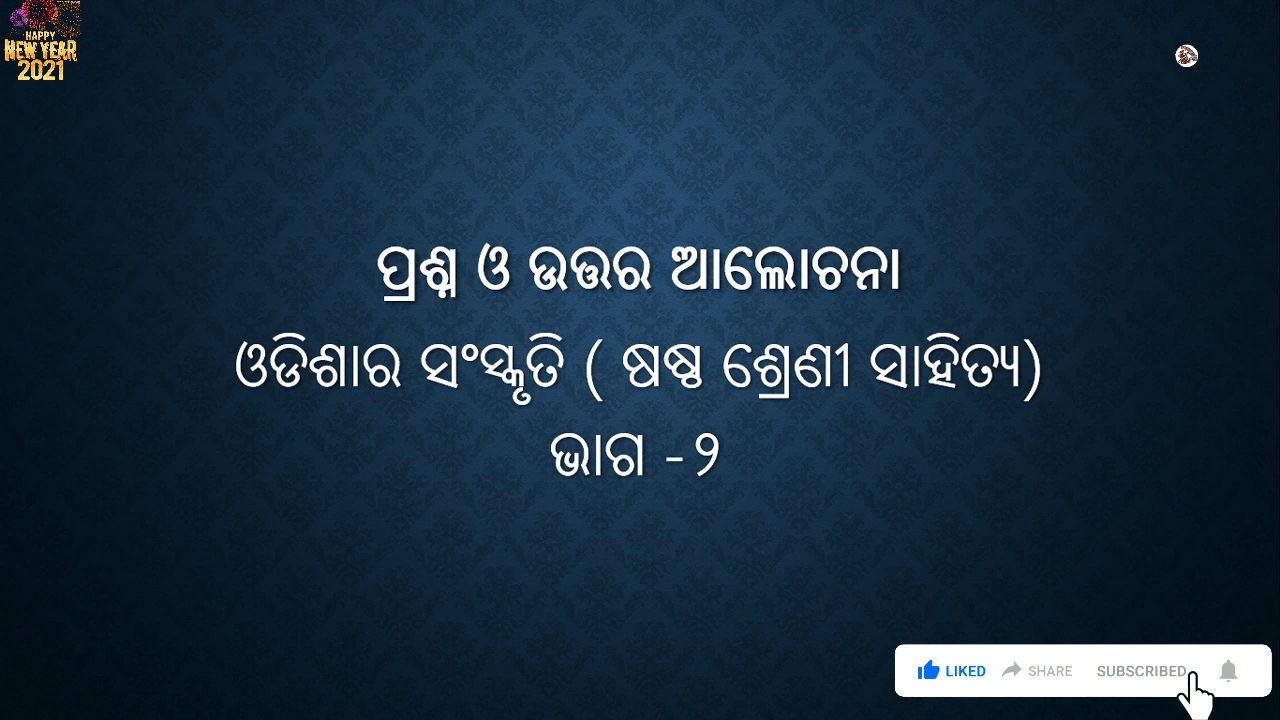 HAPPY
NEW YEAR
2021
ପ୍ରଶ୍ନ ଓ ଉତ୍ତର ଆଲୋଚନା
ଓଡିଶାର ସଂସ୍କୃତି ( ଷଷ୍ଠ ଶ୍ରେଣୀ ସାହିତ୍ୟ)
ଭାଗ -୨
LIKED SHARE SUBSCRIBED